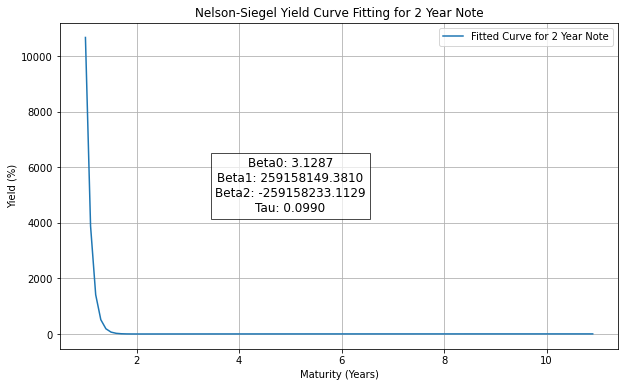 Nelson-Siegel Yield Curve Fitting for 2 Year Note
Fitted Curve for 2 Year Note
10000
8000
6000
4000
2000
0
Yield (%)
Beta0: 3.1287
Beta1: 259158149.3810
Beta2: -259158233.1129
Tau: 0.0990
2
4
6
8
10
Maturity (Years)